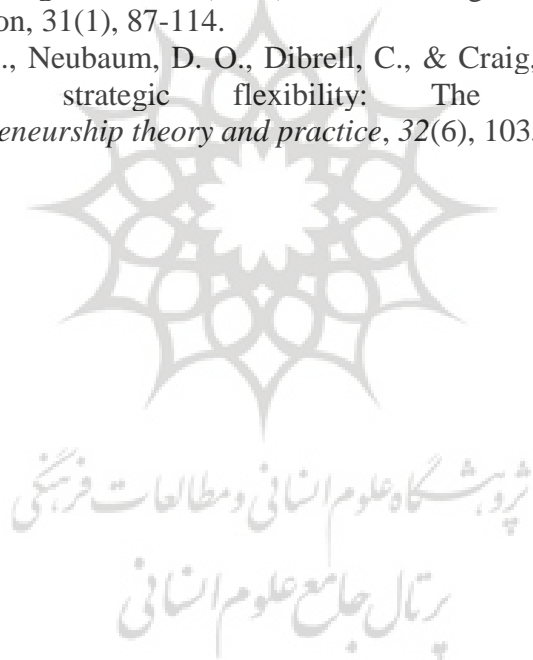 on, 31(1), 87-114.
., Neubaum, D. O., Dibrell, C., & Craig,
strategic flexibility: The
eneurship theory and practice, 32(6), 103
پژوهشگاه علوم انسانی و مطالعات فرهنگی
پرتال جامع علوم انسانی